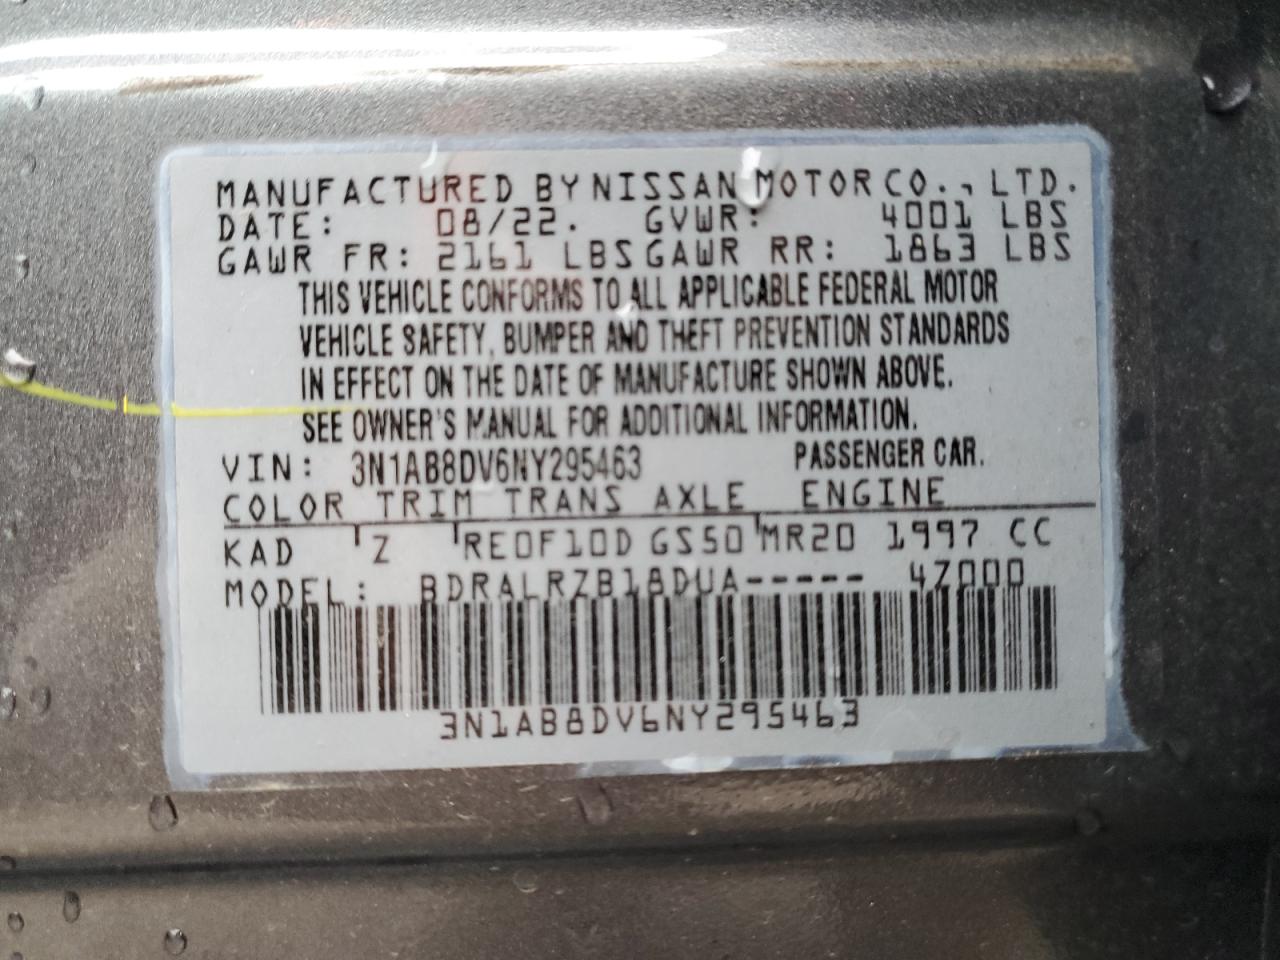 MANUFACTURED BY NISSAN MOTOR CO., LTD.
DATE: 08/22. GVWR: 4001 LBS
GAWR FR: 2161 LBS GAWR RR: 1863 LBS
THIS VEHICLE CONFORMS TO ALL APPLICABLE FEDERAL MOTOR
VEHICLE SAFETY, BUMPER AND THEFT PREVENTION STANDARDS
IN EFFECT ON THE DATE OF MANUFACTURE SHOWN ABOVE.
SEE OWNER'S MANUAL FOR ADDITIONAL INFORMATION.
VIN: 3N1AB8DV6NY295463 PASSENGER CAR.
COLOR TRIM TRANS AXLE ENGINE
KAD Z RE0F10D GS50 MR20 1997 CC
MODEL: BDRALRZB18DUA----- 4Z000
3N1AB8DV6NY295463